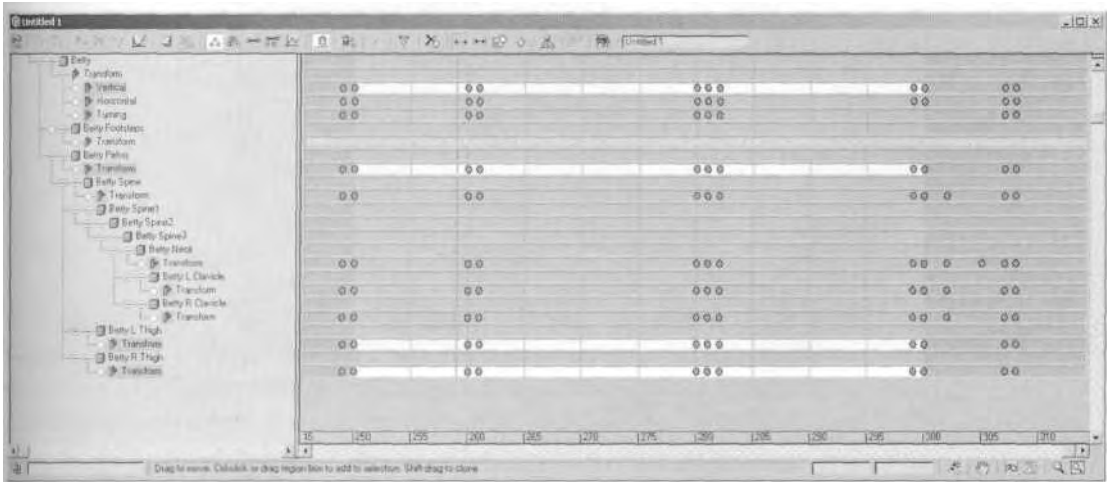 Untitled 1
Untitled 1
Betty
Transform
Vertical
Horizontal
Turning
Betty Footsteps
Transform
Betty Pelvis
Transform
Betty Spine
Transform
Betty Spine1
Betty Spine2
Betty Spine3
Betty Neck
Transform
Betty L Clavicle
Transform
Betty R Clavicle
Transform
Betty L Thigh
Transform
Betty R Thigh
Transform
250 255 260 265 270 275 280 285 290 295 300 305 310
Drag to move. Ctrl+click or drag region box to add to selection. Shift-drag to clone.